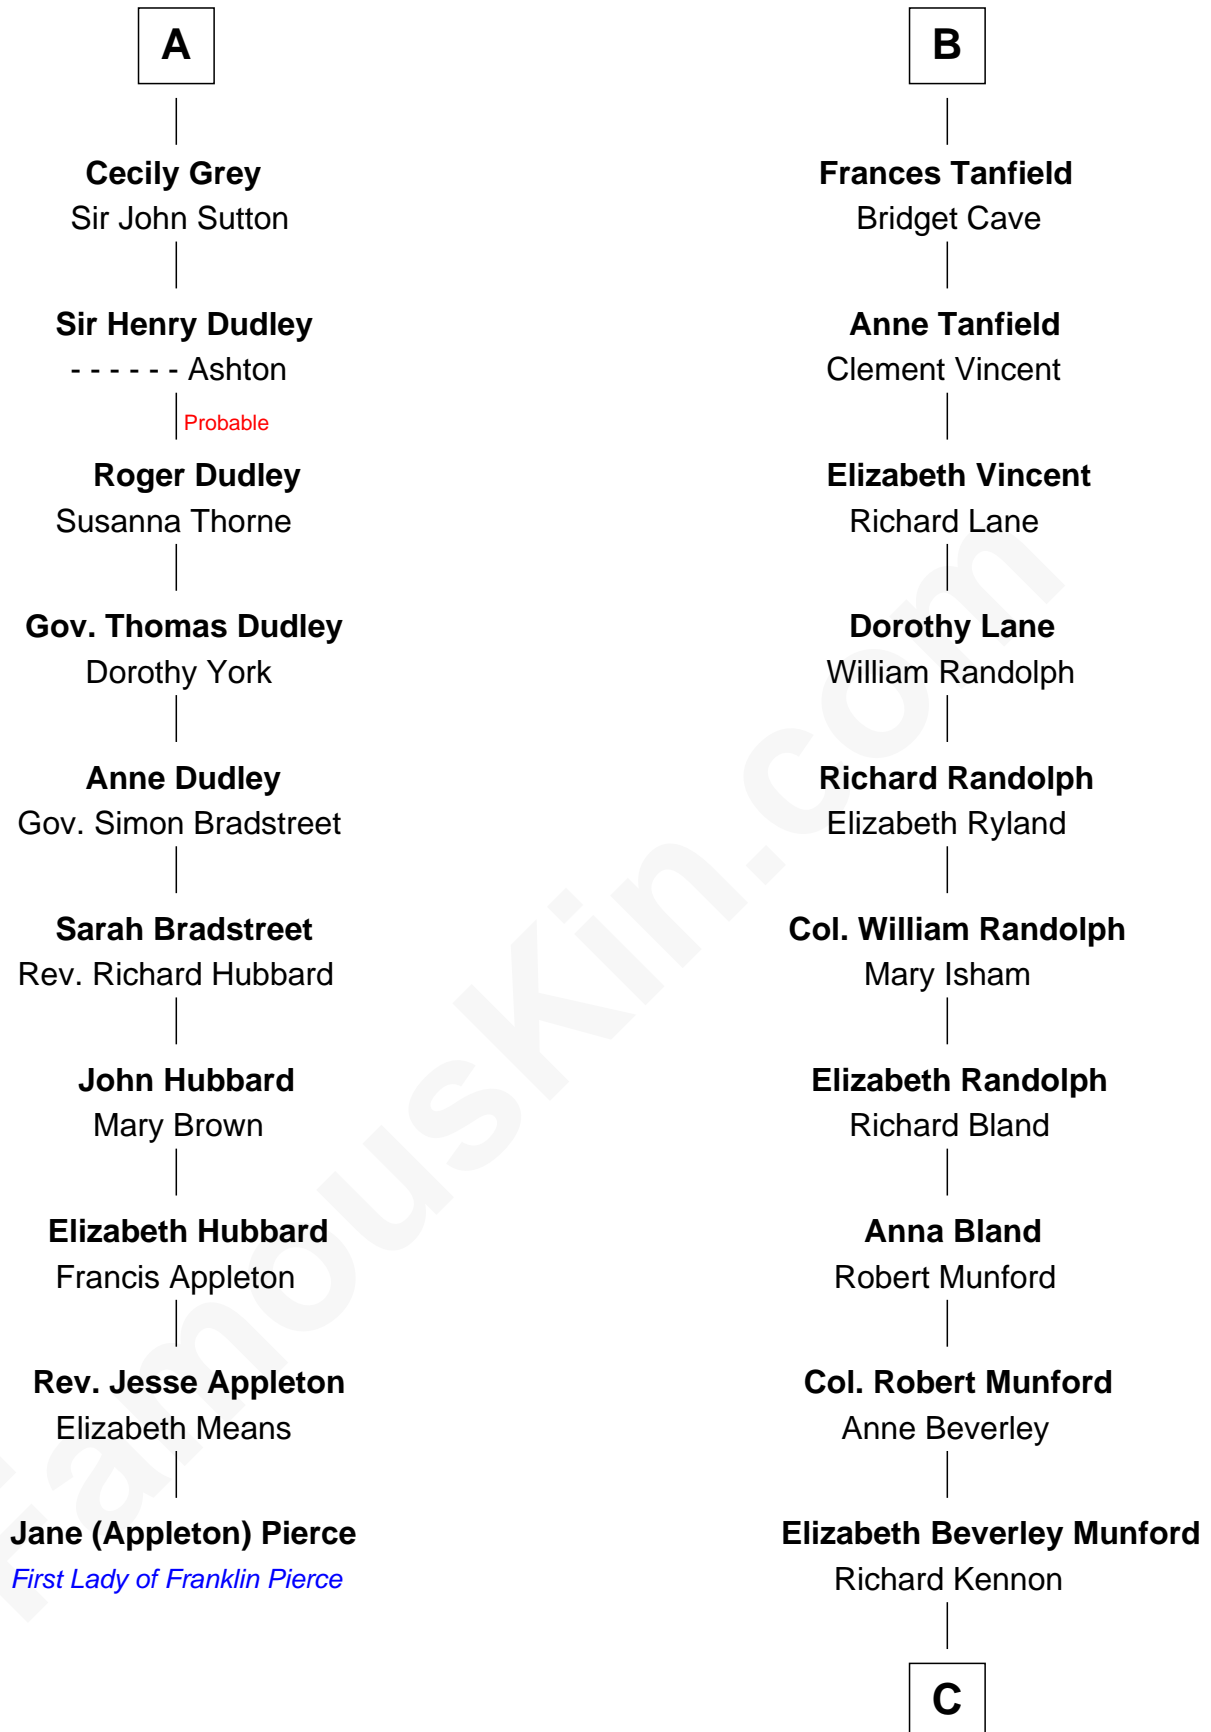 A
Cecily Grey
Sir John Sutton
Sir Henry Dudley
- - - - - - Ashton
Probable
Roger Dudley
Susanna Thorne
Gov. Thomas Dudley
Dorothy York
Anne Dudley
Gov. Simon Bradstreet
Sarah Bradstreet
Rev. Richard Hubbard
John Hubbard
Mary Brown
Elizabeth Hubbard
Francis Appleton
Rev. Jesse Appleton
Elizabeth Means
Jane (Appleton) Pierce
First Lady of Franklin Pierce
B
Frances Tanfield
Bridget Cave
Anne Tanfield
Clement Vincent
Elizabeth Vincent
Richard Lane
Dorothy Lane
William Randolph
Richard Randolph
Elizabeth Ryland
Col. William Randolph
Mary Isham
Elizabeth Randolph
Richard Bland
Anna Bland
Robert Munford
Col. Robert Munford
Anne Beverley
Elizabeth Beverley Munford
Richard Kennon
C
FamousKin.com